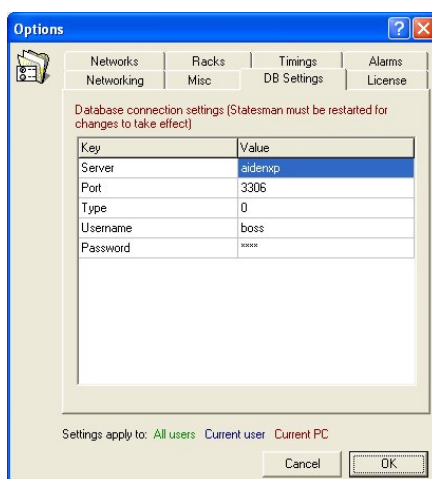 Options
Networks Racks Timings Alarms
Networking Misc DB Settings License
Database connection settings (Statesman must be restarted for
changes to take effect)
Key Value
Server aidenxp
Port 3306
Type 0
Username boss
Password ××××
Settings apply to: All users Current user Current PC
Cancel OK